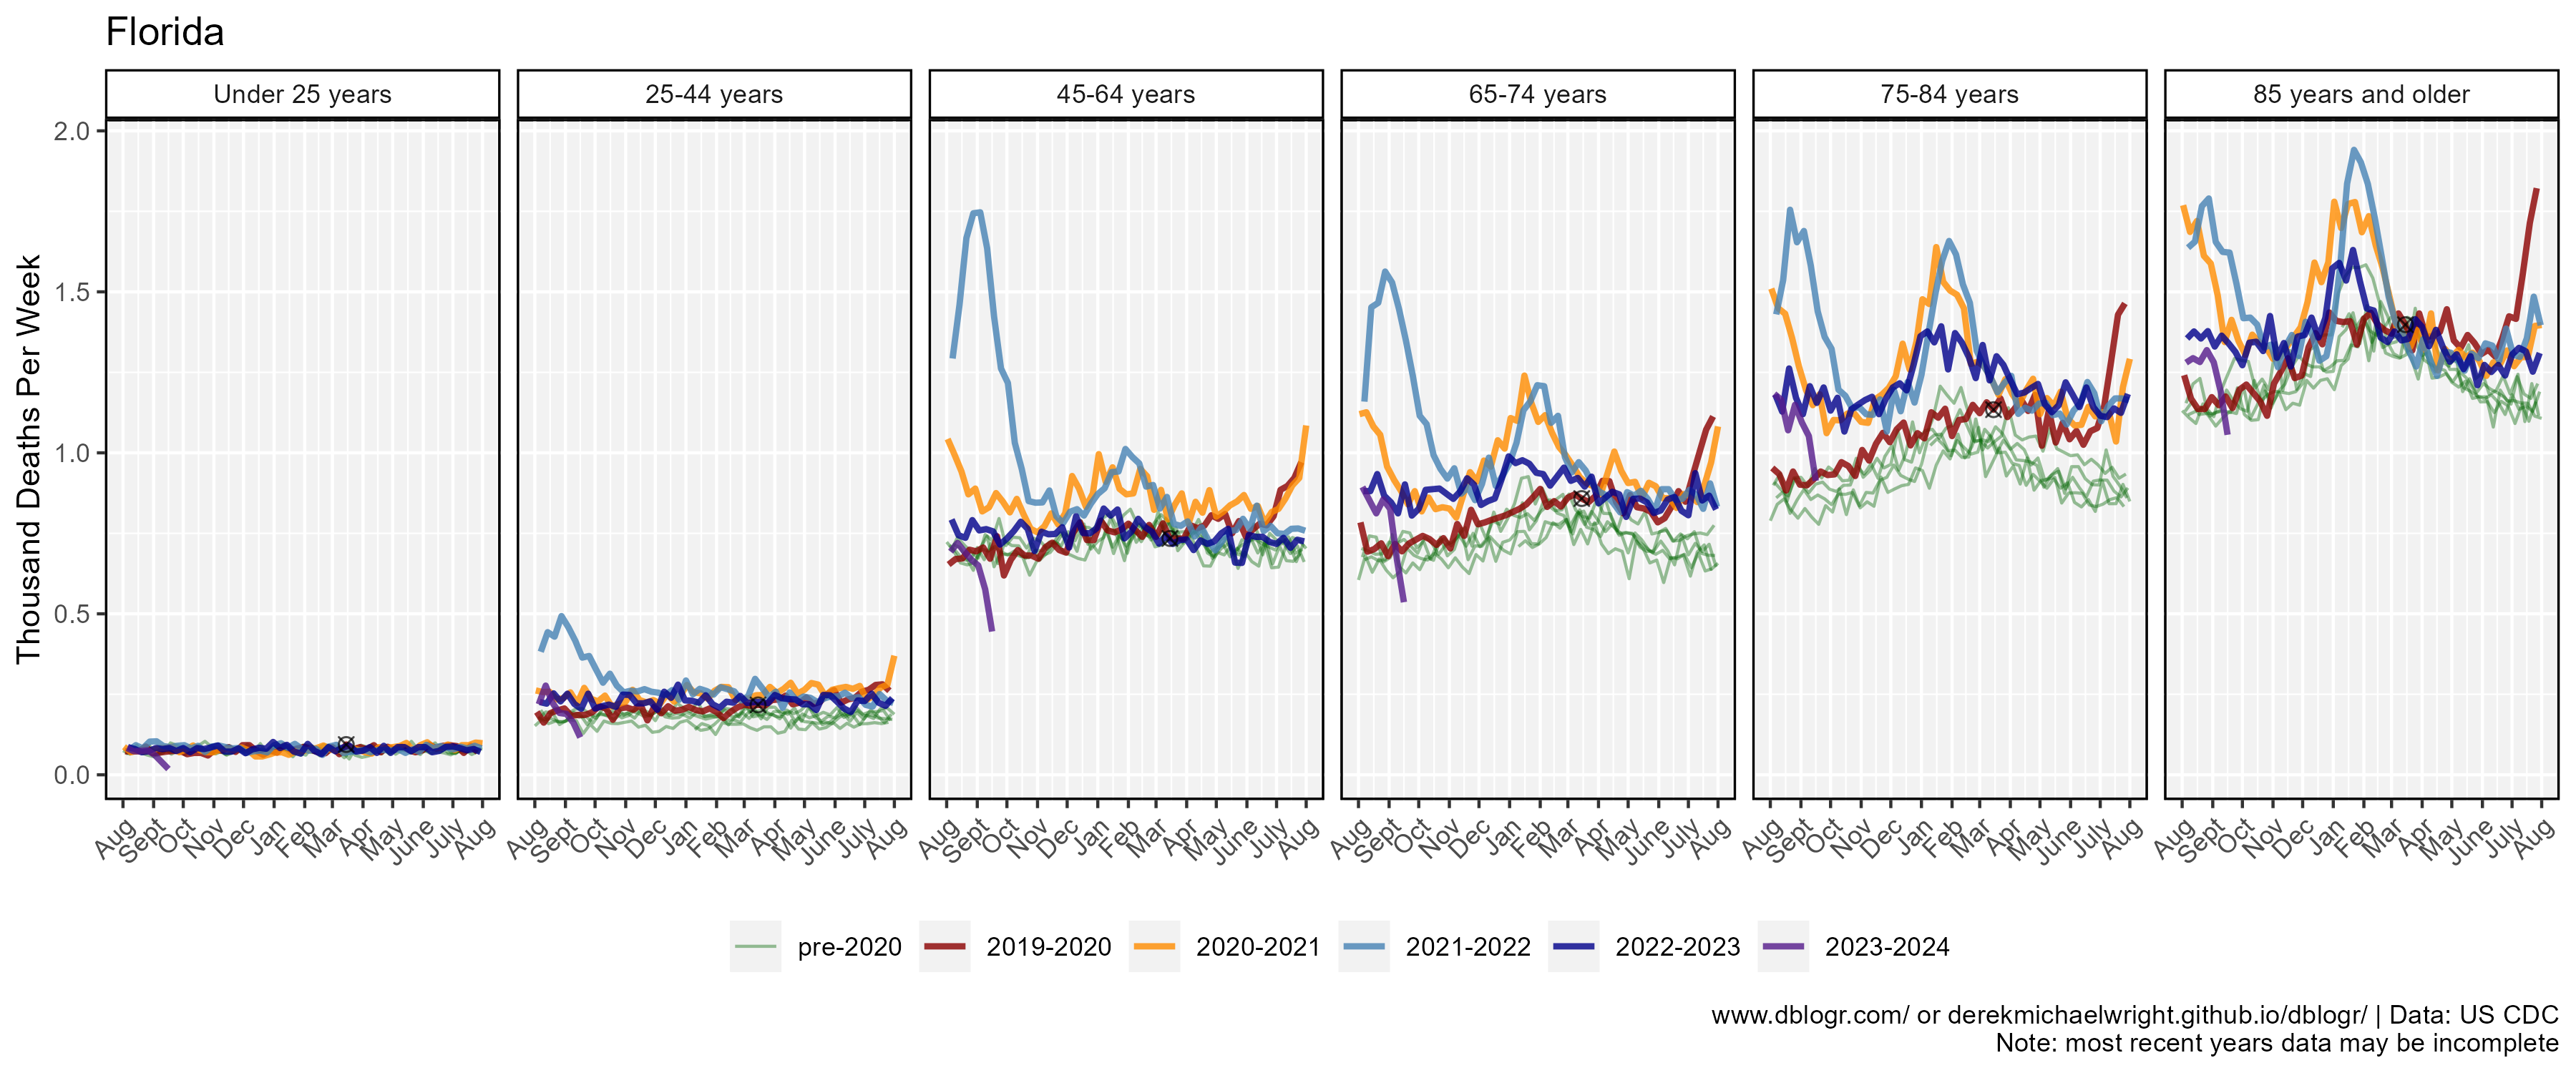 Florida
Under 25 years
25-44 years
45-64 years
65-74 years
75-84 years
85 years and older
Thousand Deaths Per Week
2.0
1.5
1.0
0.5
0.0
Aug Sept Oct Nov Dec Jan Feb Mar Apr May June July Aug
Aug Sept Oct Nov Dec Jan Feb Mar Apr May June July Aug
Aug Sept Oct Nov Dec Jan Feb Mar Apr May June July Aug
Aug Sept Oct Nov Dec Jan Feb Mar Apr May June July Aug
Aug Sept Oct Nov Dec Jan Feb Mar Apr May June July Aug
Aug Sept Oct Nov Dec Jan Feb Mar Apr May June July Aug
pre-2020 2019-2020 2020-2021 2021-2022 2022-2023 2023-2024
www.dblogr.com/ or derekmichaelwright.github.io/dblogr/ | Data: US CDC
Note: most recent years data may be incomplete